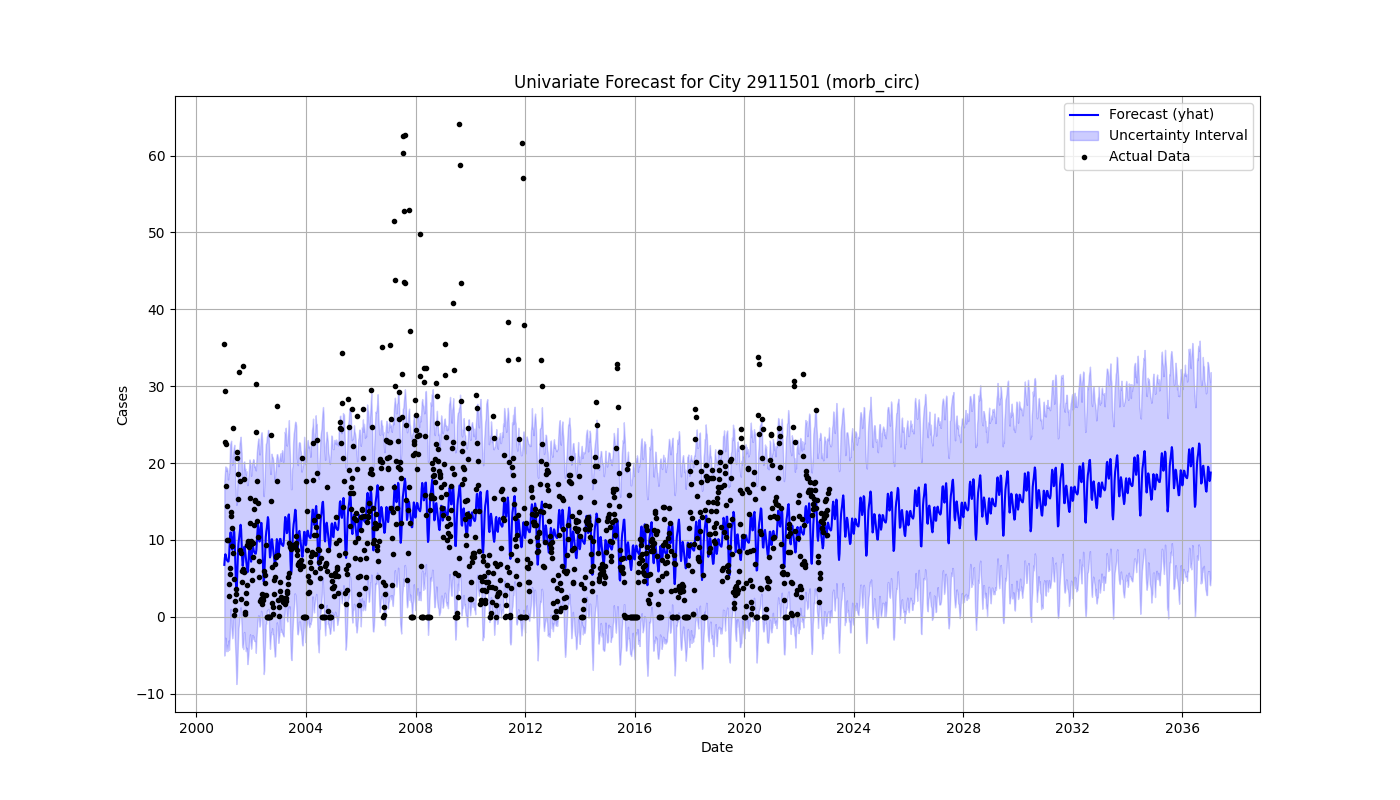 Univariate Forecast for City 2911501 (morb_circ)
Forecast (yhat)
Uncertainty Interval
Actual Data
Cases
60
50
40
30
20
10
0
−10
2000 2004 2008 2012 2016 2020 2024 2028 2032 2036
Date